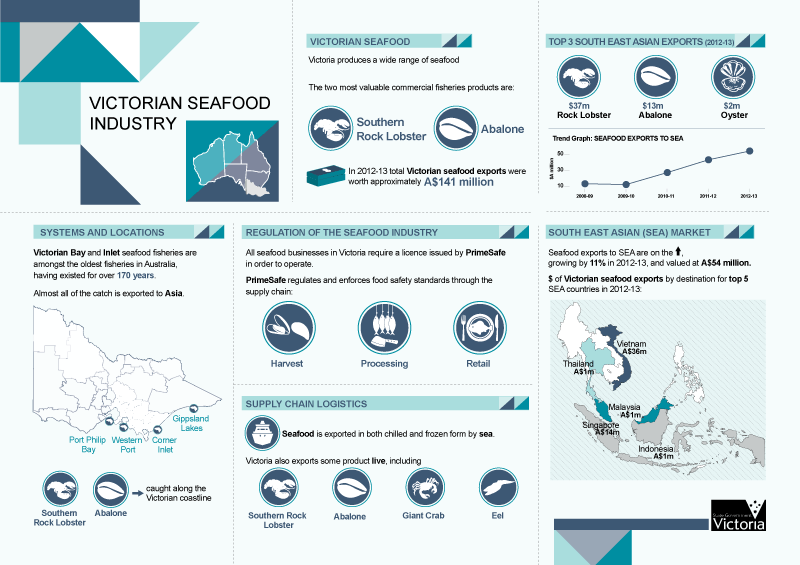 VICTORIAN SEAFOOD
INDUSTRY
VICTORIAN SEAFOOD
Victoria produces a wide range of seafood
The two most valuable commercial fisheries products are:
Southern
Rock Lobster
Abalone
In 2012-13 total Victorian seafood exports were
worth approximately A$141 million
TOP 3 SOUTH EAST ASIAN EXPORTS (2012-13)
$37m
Rock Lobster
$13m
Abalone
$2m
Oyster
Trend Graph: SEAFOOD EXPORTS TO SEA
$A million
50
30
10
2008-09
2009-10
2010-11
2011-12
2012-13
SYSTEMS AND LOCATIONS
Victorian Bay and Inlet seafood fisheries are
amongst the oldest fisheries in Australia,
having existed for over 170 years.
Almost all of the catch is exported to Asia.
Gippsland
Lakes
Port Philip
Bay
Western
Port
Corner
Inlet
Southern
Rock Lobster
Abalone
caught along the
Victorian coastline
REGULATION OF THE SEAFOOD INDUSTRY
All seafood businesses in Victoria require a licence issued by PrimeSafe
in order to operate.
PrimeSafe regulates and enforces food safety standards through the
supply chain:
Harvest
Processing
Retail
SUPPLY CHAIN LOGISTICS
Seafood is exported in both chilled and frozen form by sea.
Victoria also exports some product live, including
Southern Rock
Lobster
Abalone
Giant Crab
Eel
SOUTH EAST ASIAN (SEA) MARKET
Seafood exports to SEA are on the ,
growing by 11% in 2012-13, and valued at A$54 million.
$ of Victorian seafood exports by destination for top 5
SEA countries in 2012-13:
Vietnam
A$36m
Thailand
A$1m
Malaysia
A$1m
Singapore
A$14m
Indonesia
A$1m
State Government
Victoria